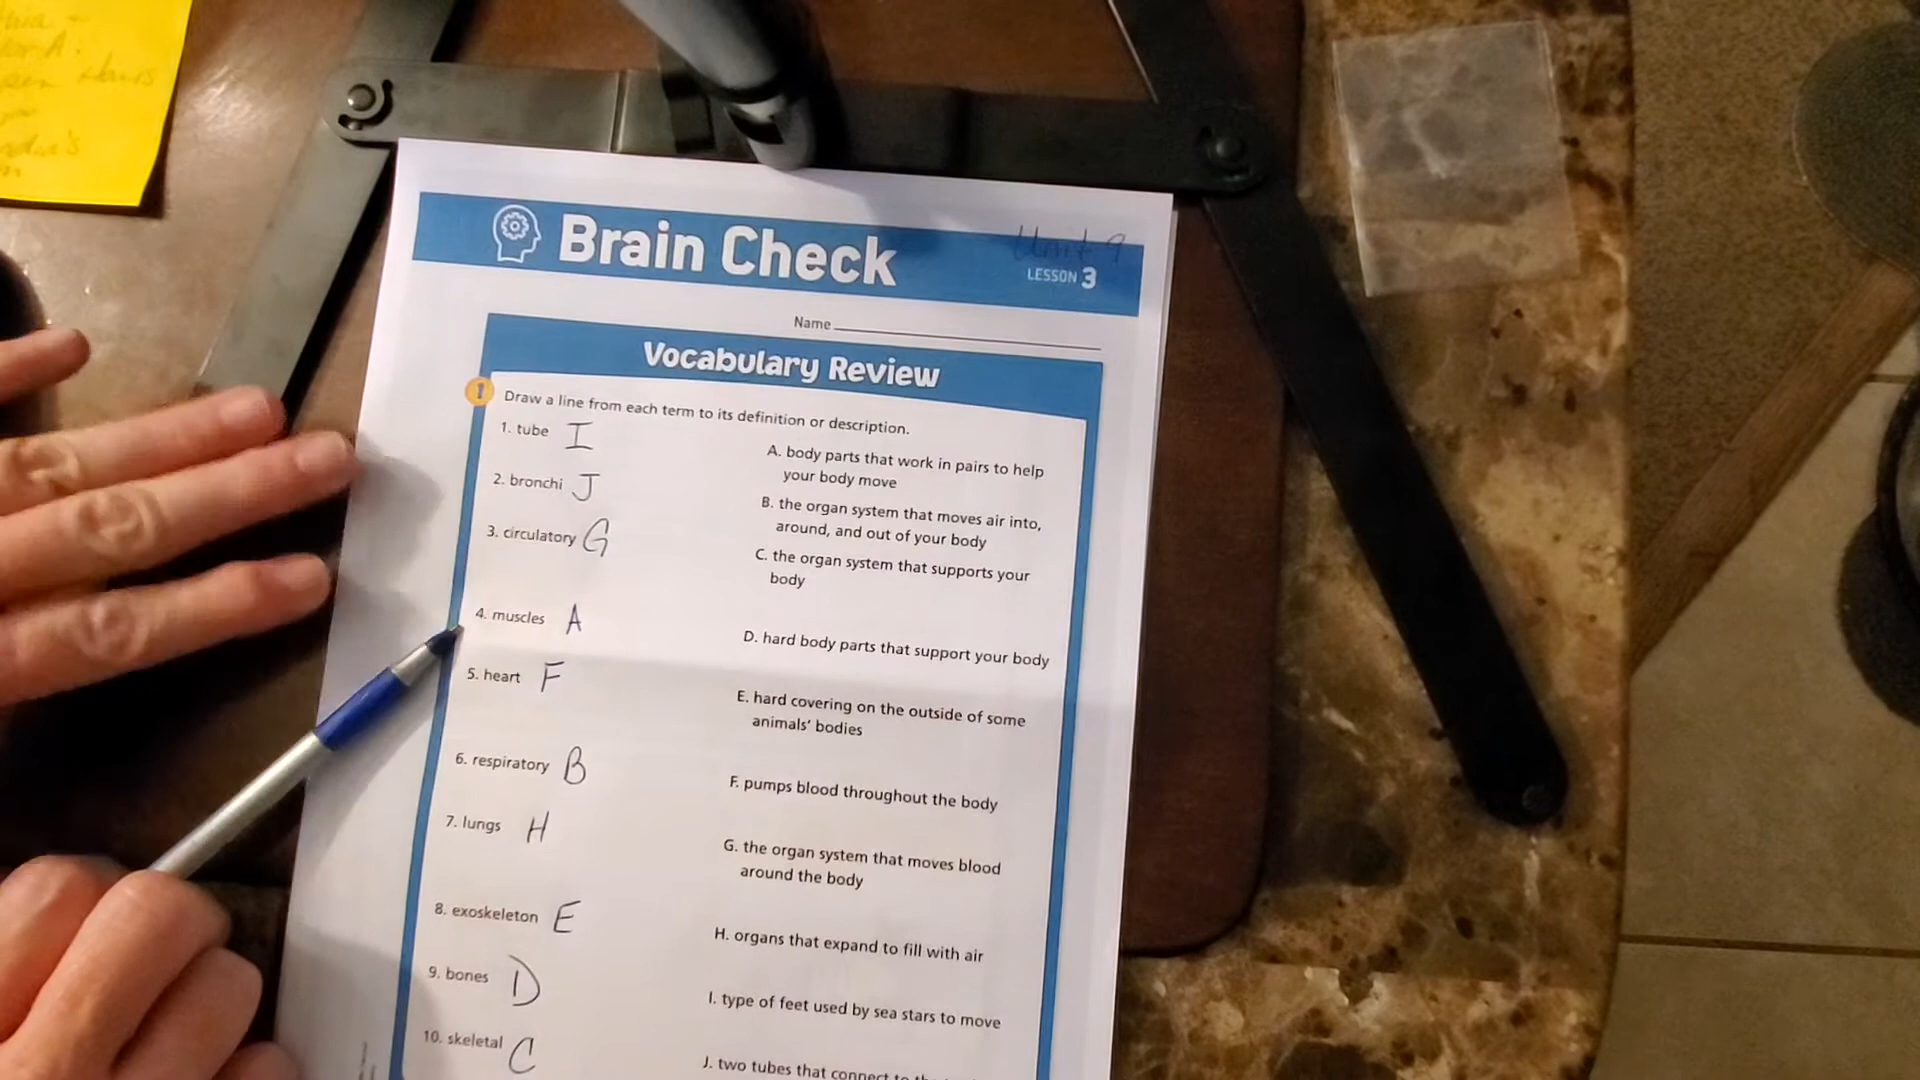 Brain Check
Unit 9
LESSON 3
Name
Vocabulary Review
1 Draw a line from each term to its definition or description.
1. tube I
2. bronchi J
3. circulatory G
4. muscles A
5. heart F
6. respiratory B
7. lungs H
8. exoskeleton E
9. bones D
10. skeletal C
A. body parts that work in pairs to help
your body move
B. the organ system that moves air into,
around, and out of your body
C. the organ system that supports your
body
D. hard body parts that support your body
E. hard covering on the outside of some
animals' bodies
F. pumps blood throughout the body
G. the organ system that moves blood
around the body
H. organs that expand to fill with air
I. type of feet used by sea stars to move
J. two tubes that connect to